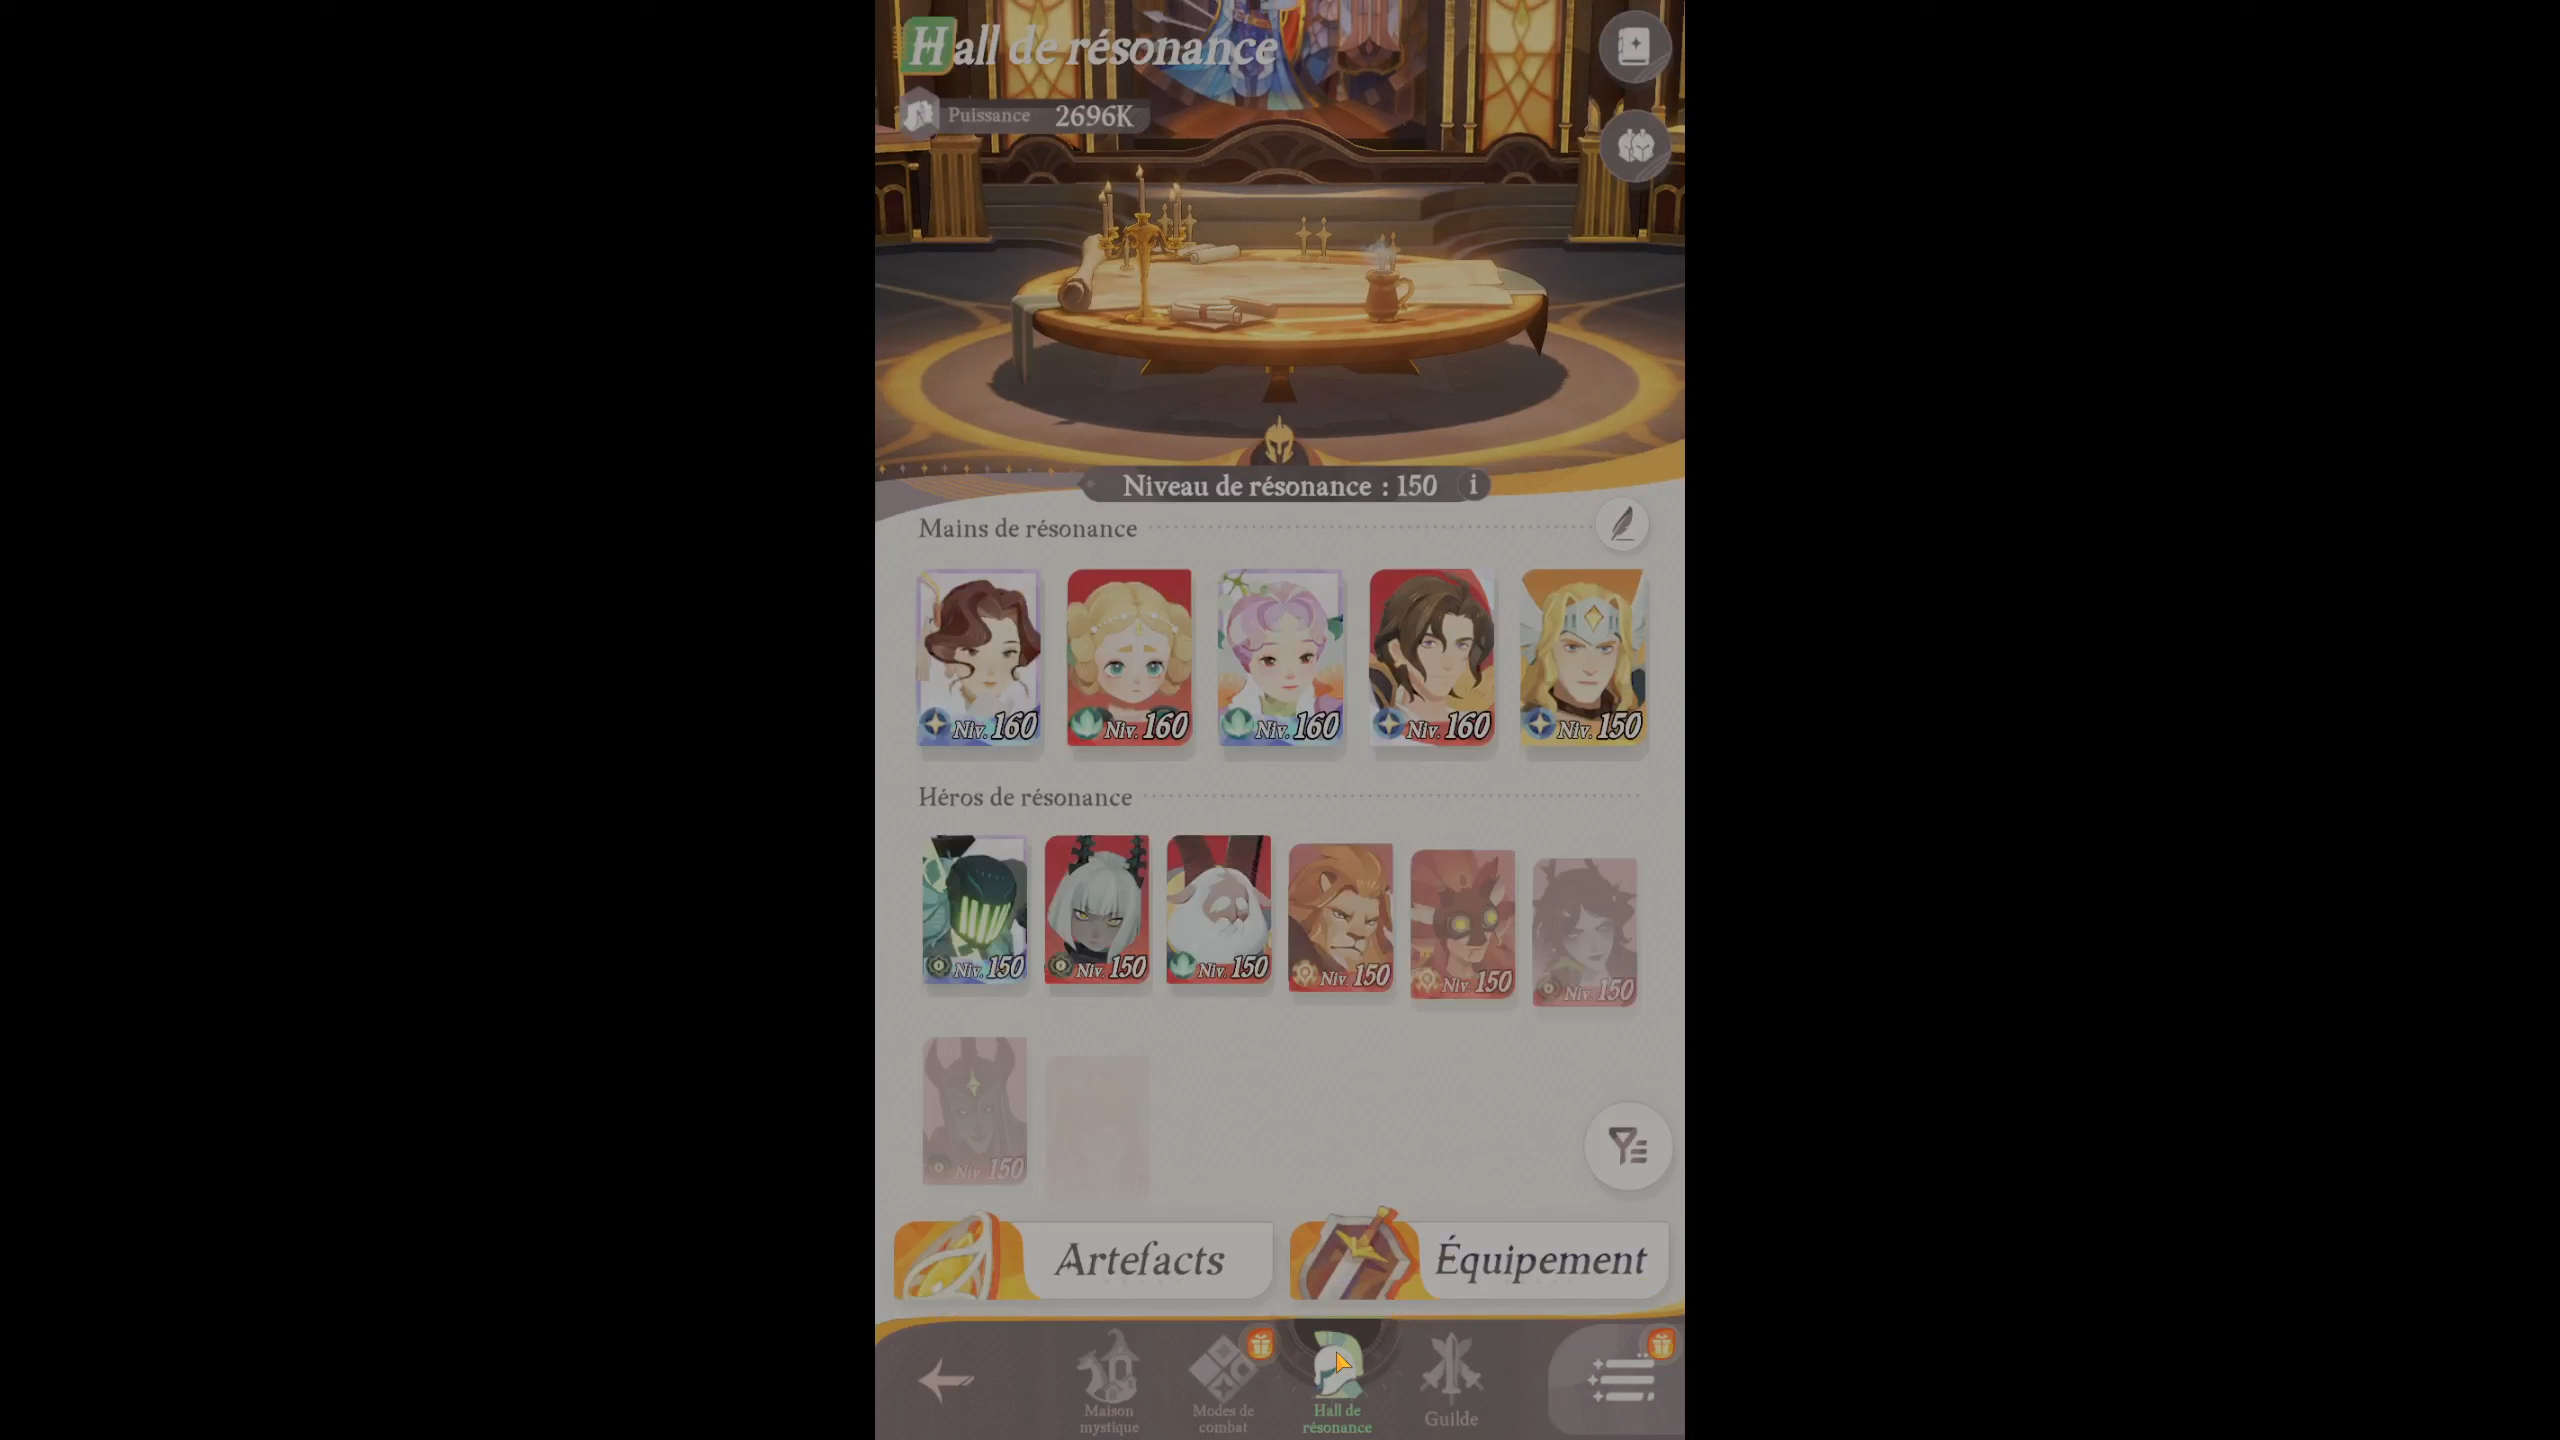 Hall de résonance
Puissance 2696K
Niveau de résonance : 150 i
Mains de résonance
Niv. 160 Niv. 160 Niv. 160 Niv. 160 Niv. 150
Héros de résonance
Niv. 150 Niv. 150 Niv. 150 Niv. 150 Niv. 150 Niv. 150
Niv. 150
Artefacts Équipement
Maison mystique
Modes de combat
Hall de résonance
Guilde